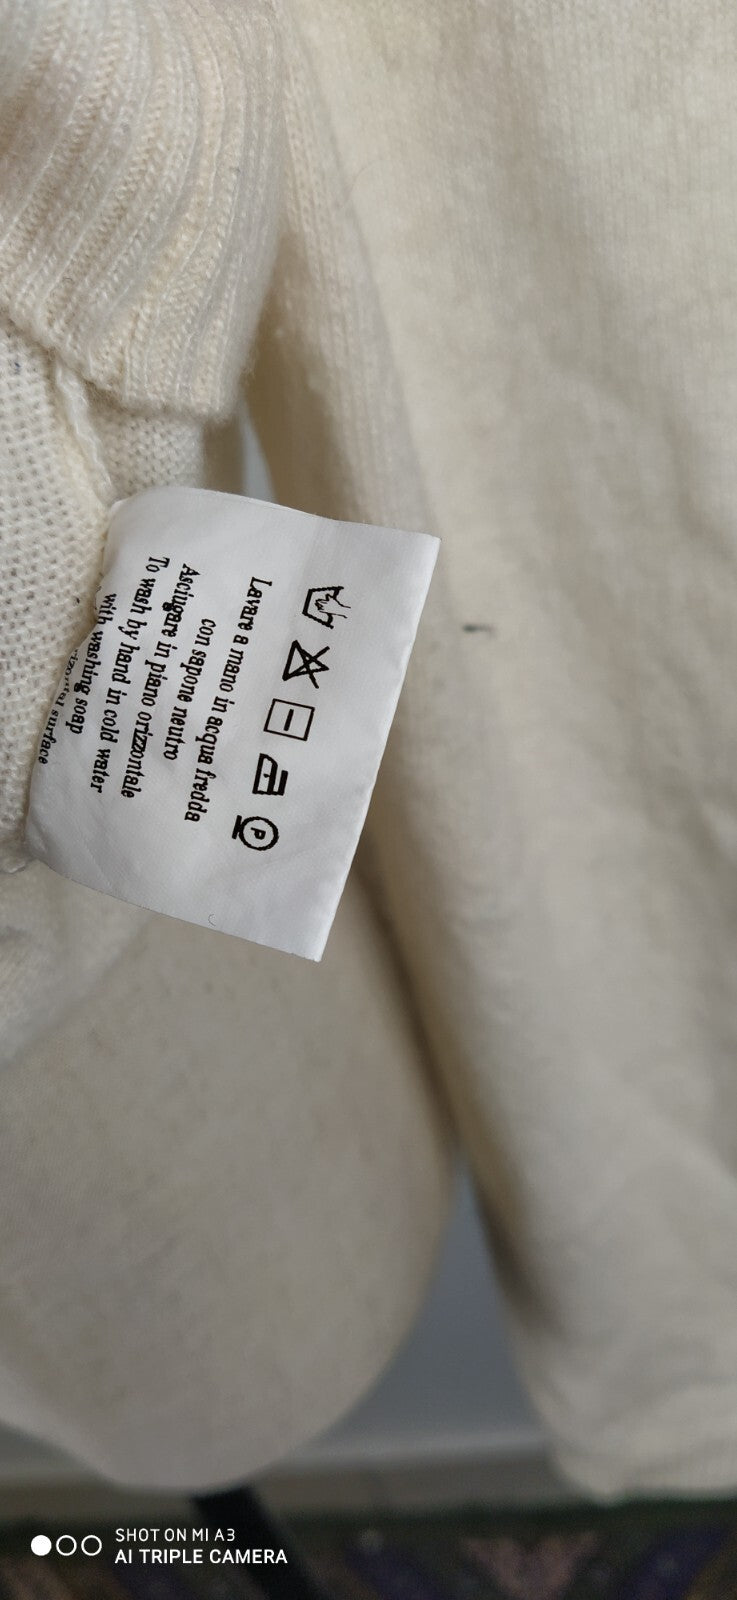 Lavare a mano in acqua fredda
con sapone neutro
Asciugare in piano orizzontale
To wash by hand in cold water
with washing soap
surface
P
SHOT ON MI A3
AI TRIPLE CAMERA